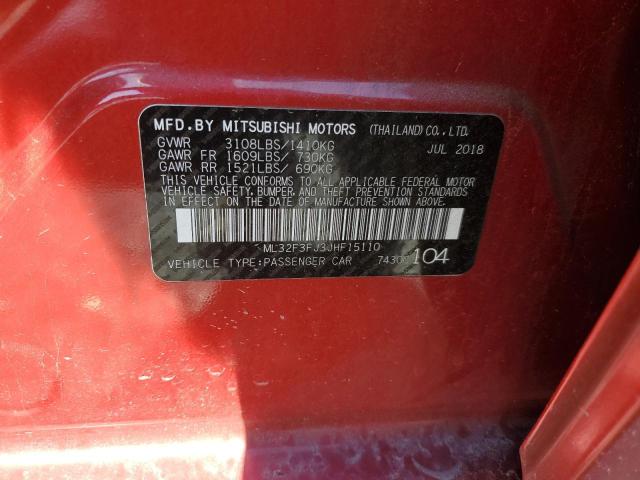 MFD.BY MITSUBISHI MOTORS (THAILAND)CO.,LTD.
GVWR 3108LBS/1410KG JUL 2018
GAWR FR 1609LBS/ 730KG
GAWR RR 1521LBS/ 690KG
THIS VEHICLE CONFORMS TO ALL APPLICABLE FEDERAL MOTOR
VEHICLE SAFETY, BUMPER, AND THEFT PREVENTION STANDARDS
IN EFFECT ON THE DATE OF MANUFACTURE SHOWN ABOVE.
ML32F3FJ3JHF15110
VEHICLE TYPE:PASSENGER CAR 104